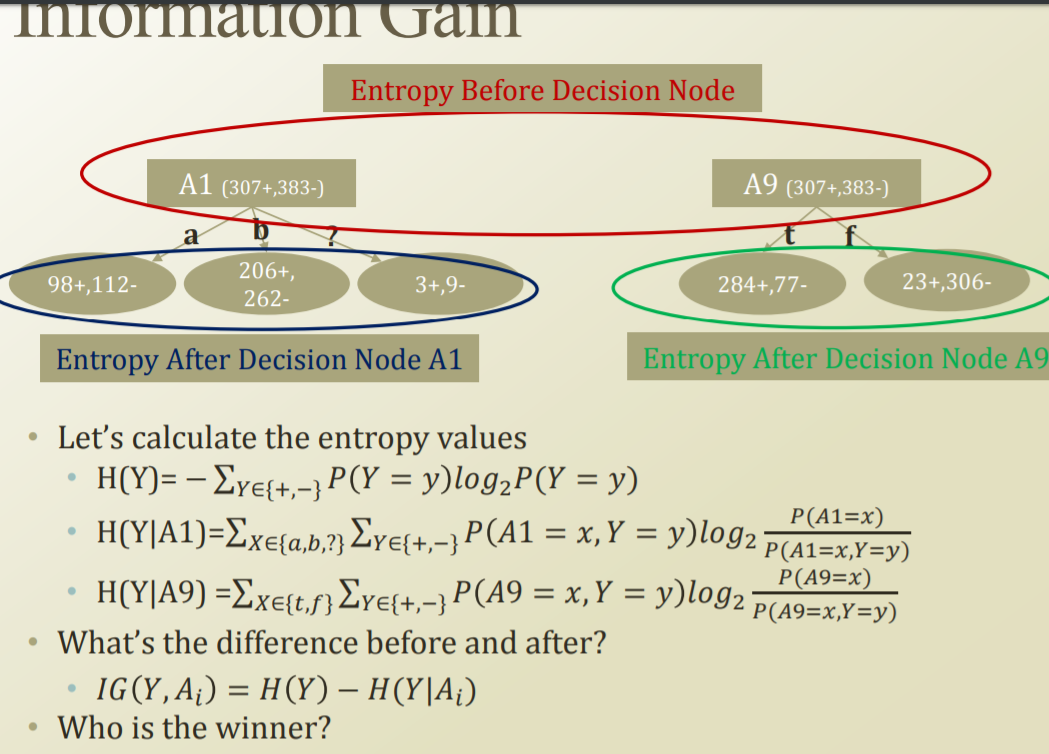 Information Gain
Entropy Before Decision Node
A1 (307+,383-)
A9 (307+,383-)
a
b
?
t
f
98+,112-
206+,
262-
3+,9-
284+,77-
23+,306-
Entropy After Decision Node A1
Entropy After Decision Node A9
• Let’s calculate the entropy values
• H(Y)= − ∑_{Y∈{+,−}} P(Y = y)log₂P(Y = y)
• H(Y|A1)=∑_{X∈{a,b,?}} ∑_{Y∈{+,−}} P(A1 = x, Y = y)log₂ P(A1=x)/P(A1=x,Y=y)
• H(Y|A9) =∑_{X∈{t,f}} ∑_{Y∈{+,−}} P(A9 = x, Y = y)log₂ P(A9=x)/P(A9=x,Y=y)
• What’s the difference before and after?
• IG(Y, Aᵢ) = H(Y) − H(Y|Aᵢ)
• Who is the winner?